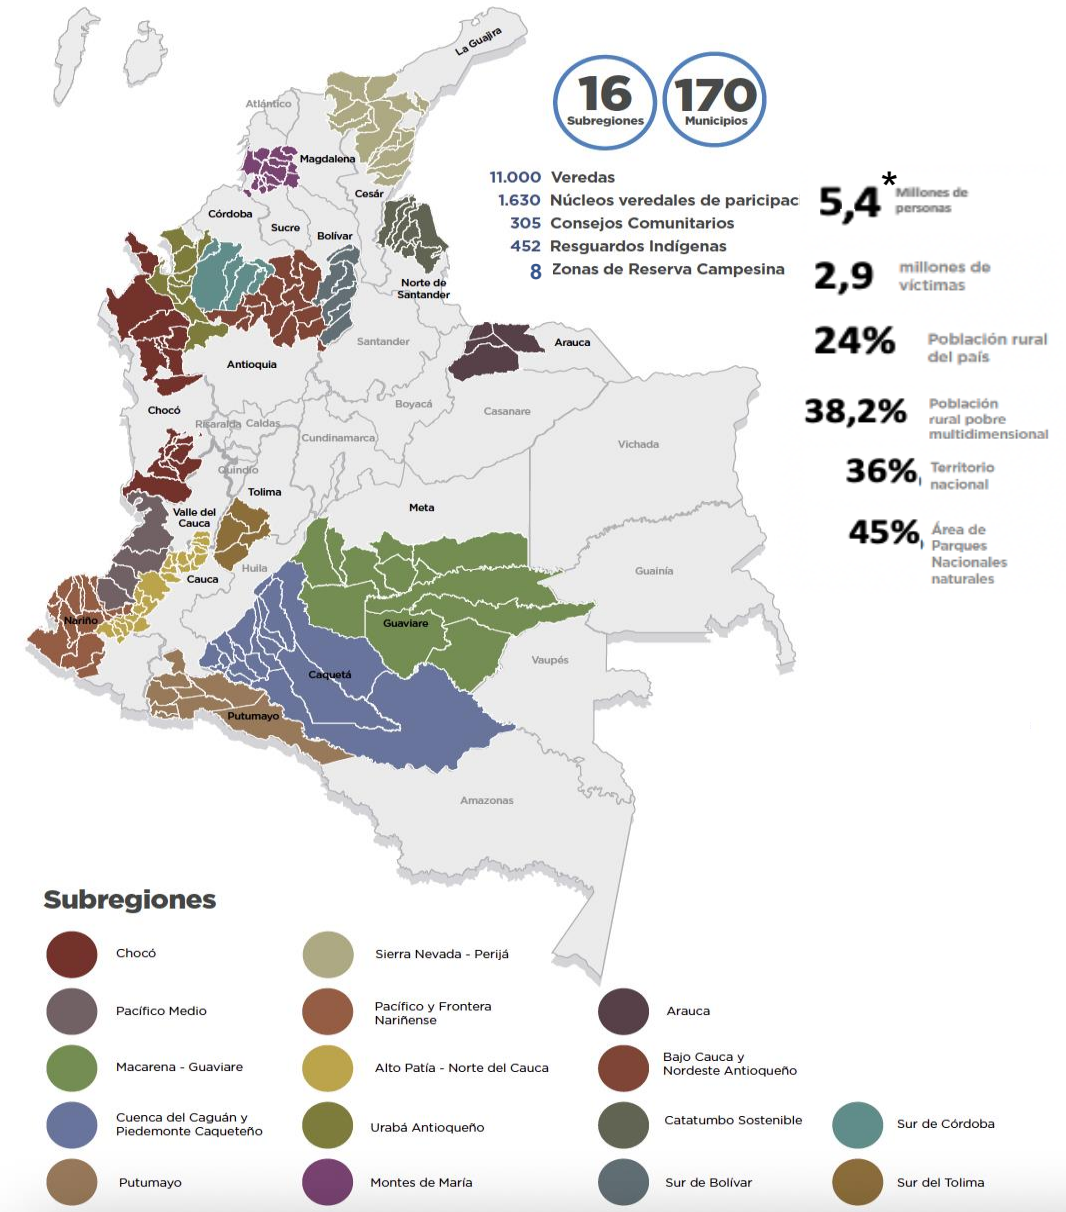 La Guajira
Atlántico
Magdalena
Cesár
Córdoba
Sucre
Bolívar
Norte de
Santander
Santander
Arauca
Antioquia
Chocó
Risaralda
Caldas
Boyacá
Casanare
Cundinamarca
Vichada
Quindío
Tolima
Valle del
Cauca
Meta
Huila
Cauca
Guainía
Nariño
Guaviare
Vaupés
Caquetá
Putumayo
Amazonas
16
Subregiones
170
Municipios
11.000 Veredas
1.630 Núcleos veredales de paricipac
305 Consejos Comunitarios
452 Resguardos Indígenas
8 Zonas de Reserva Campesina
5,4* Millones de
personas
2,9 millones de
víctimas
24% Población rural
del país
38,2% Población
rural pobre
multidimensional
36% Territorio
nacional
45% Área de
Parques
Nacionales
naturales
Subregiones
Chocó
Pacífico Medio
Macarena - Guaviare
Cuenca del Caguán y
Piedemonte Caqueteño
Putumayo
Sierra Nevada - Perijá
Pacífico y Frontera
Nariñense
Alto Patía - Norte del Cauca
Urabá Antioqueño
Montes de María
Arauca
Bajo Cauca y
Nordeste Antioqueño
Catatumbo Sostenible
Sur de Bolívar
Sur de Córdoba
Sur del Tolima